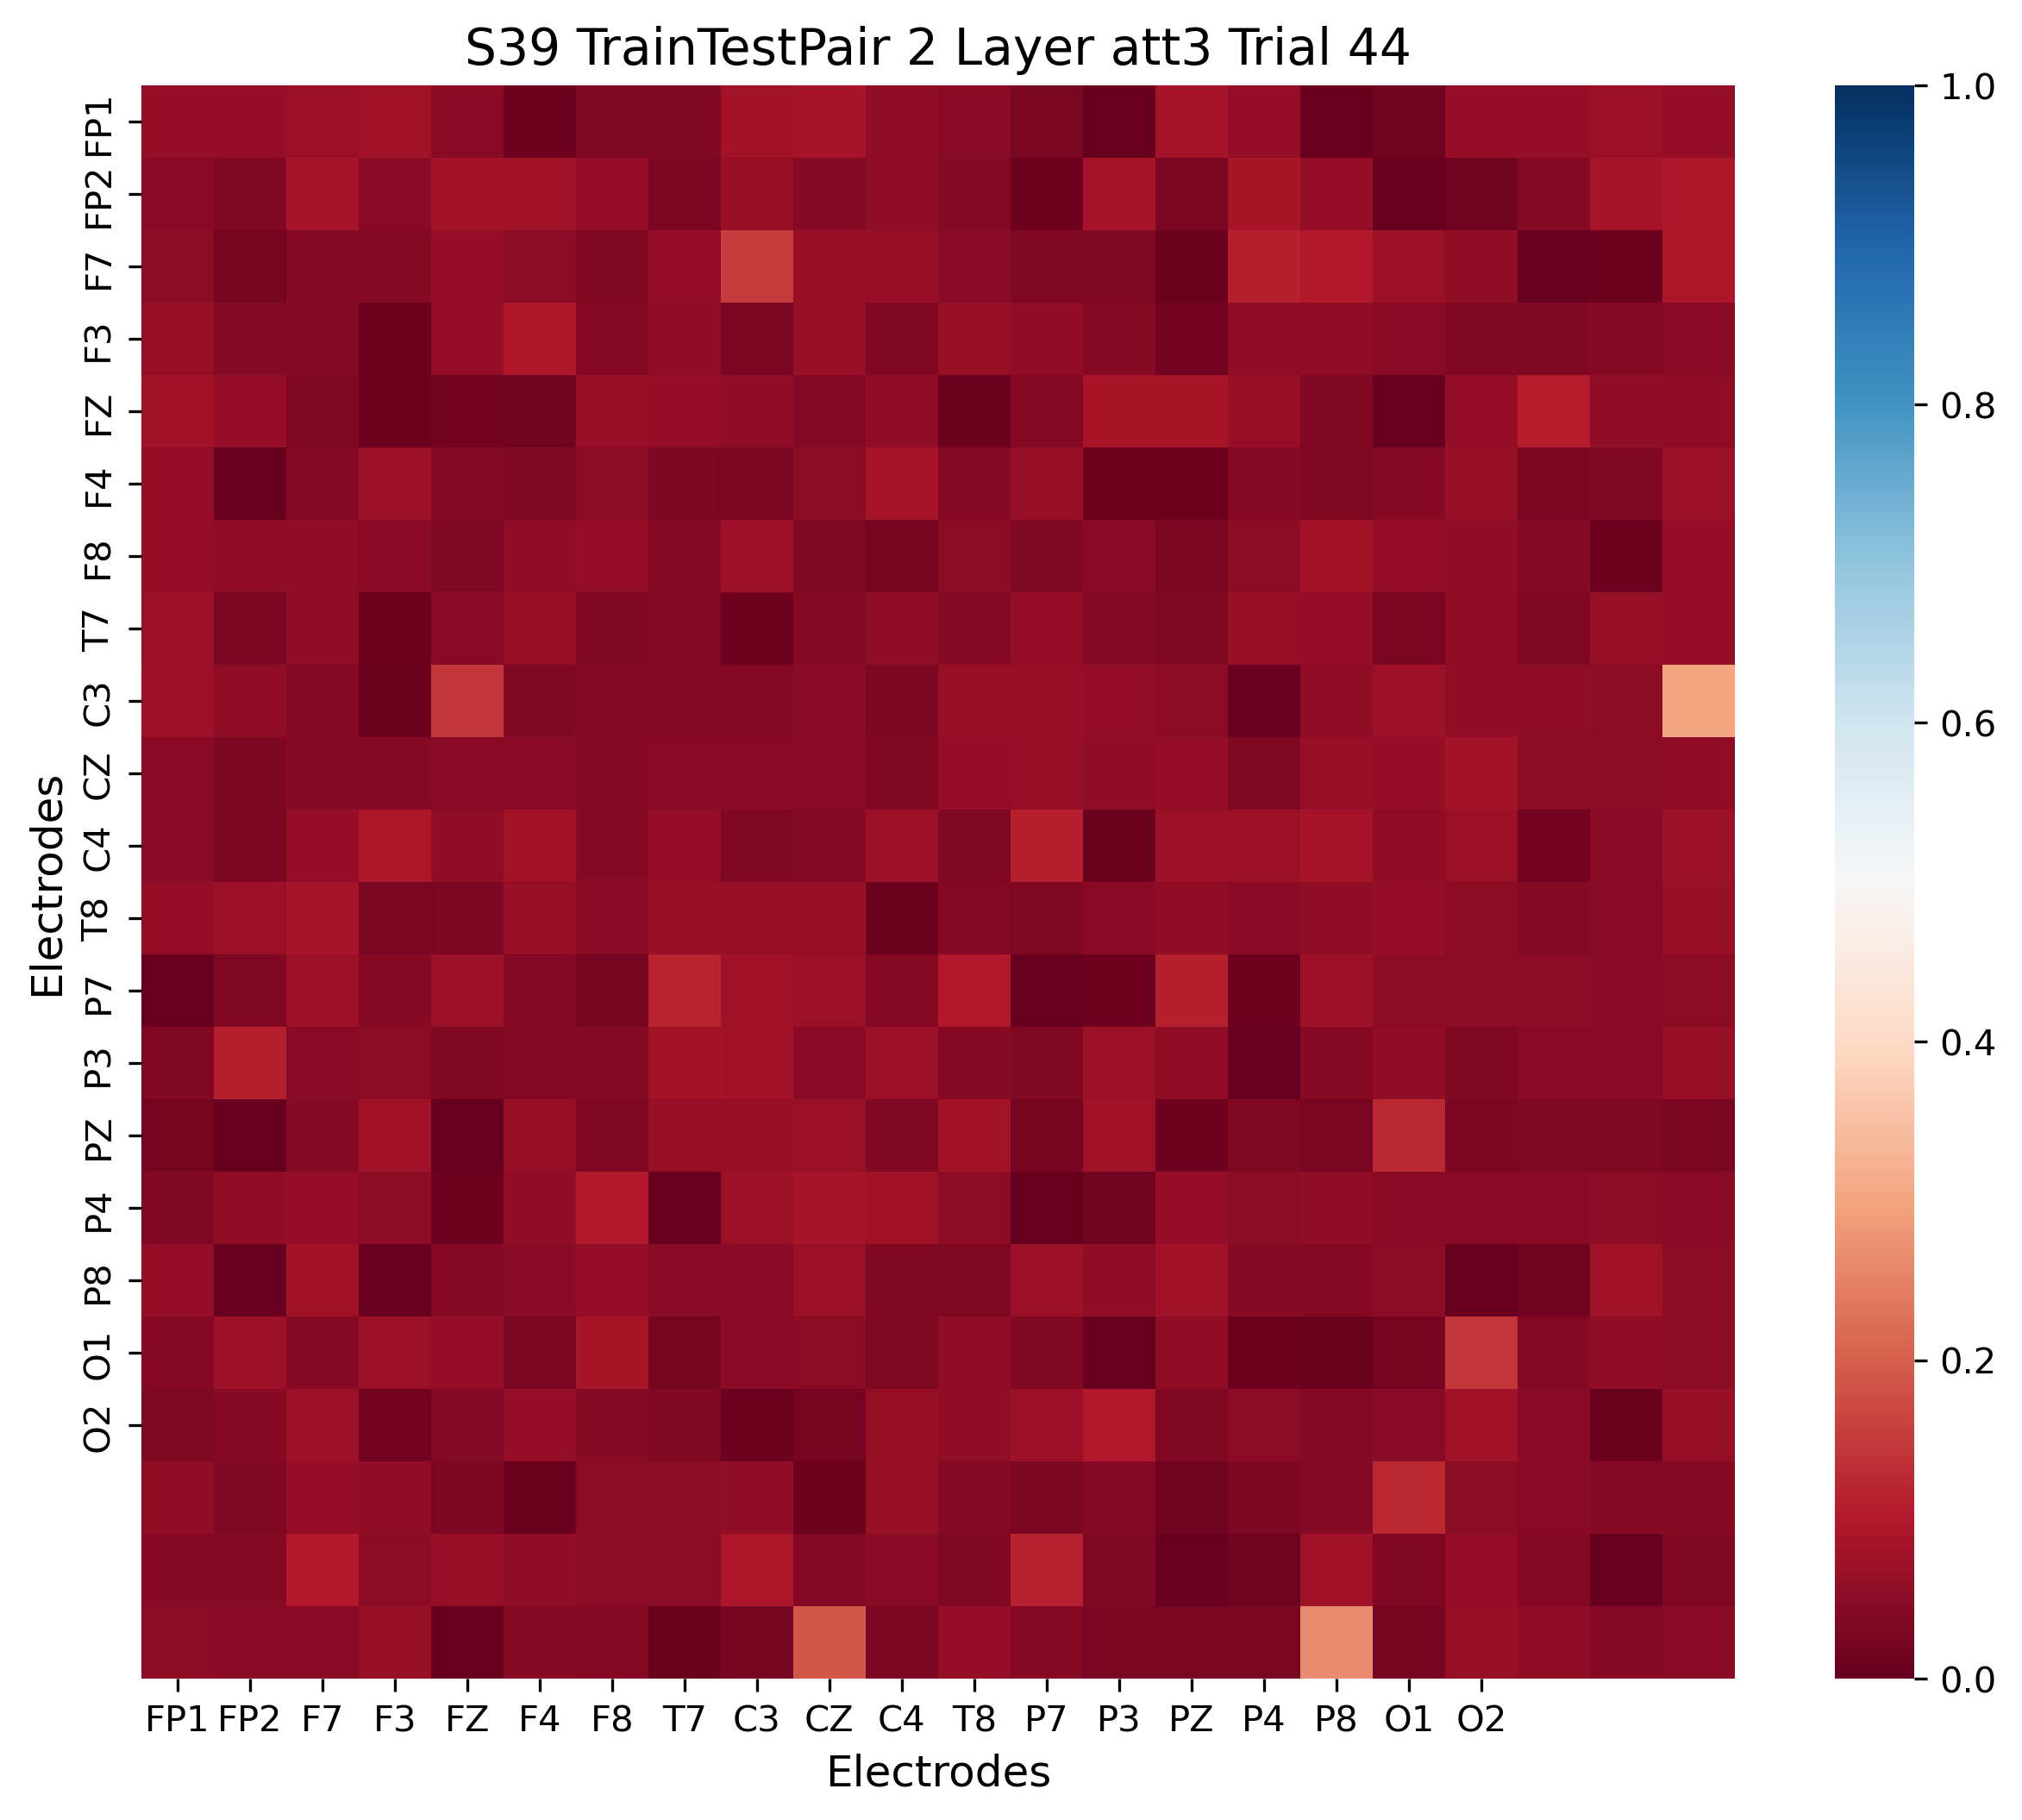 S39 TrainTestPair 2 Layer att3 Trial 44
Electrodes
FP1
FP2
F7
F3
FZ
F4
F8
T7
C3
CZ
C4
T8
P7
P3
PZ
P4
P8
O1
O2
FP1 FP2 F7 F3 FZ F4 F8 T7 C3 CZ C4 T8 P7 P3 PZ P4 P8 O1 O2
Electrodes
1.0
0.8
0.6
0.4
0.2
0.0